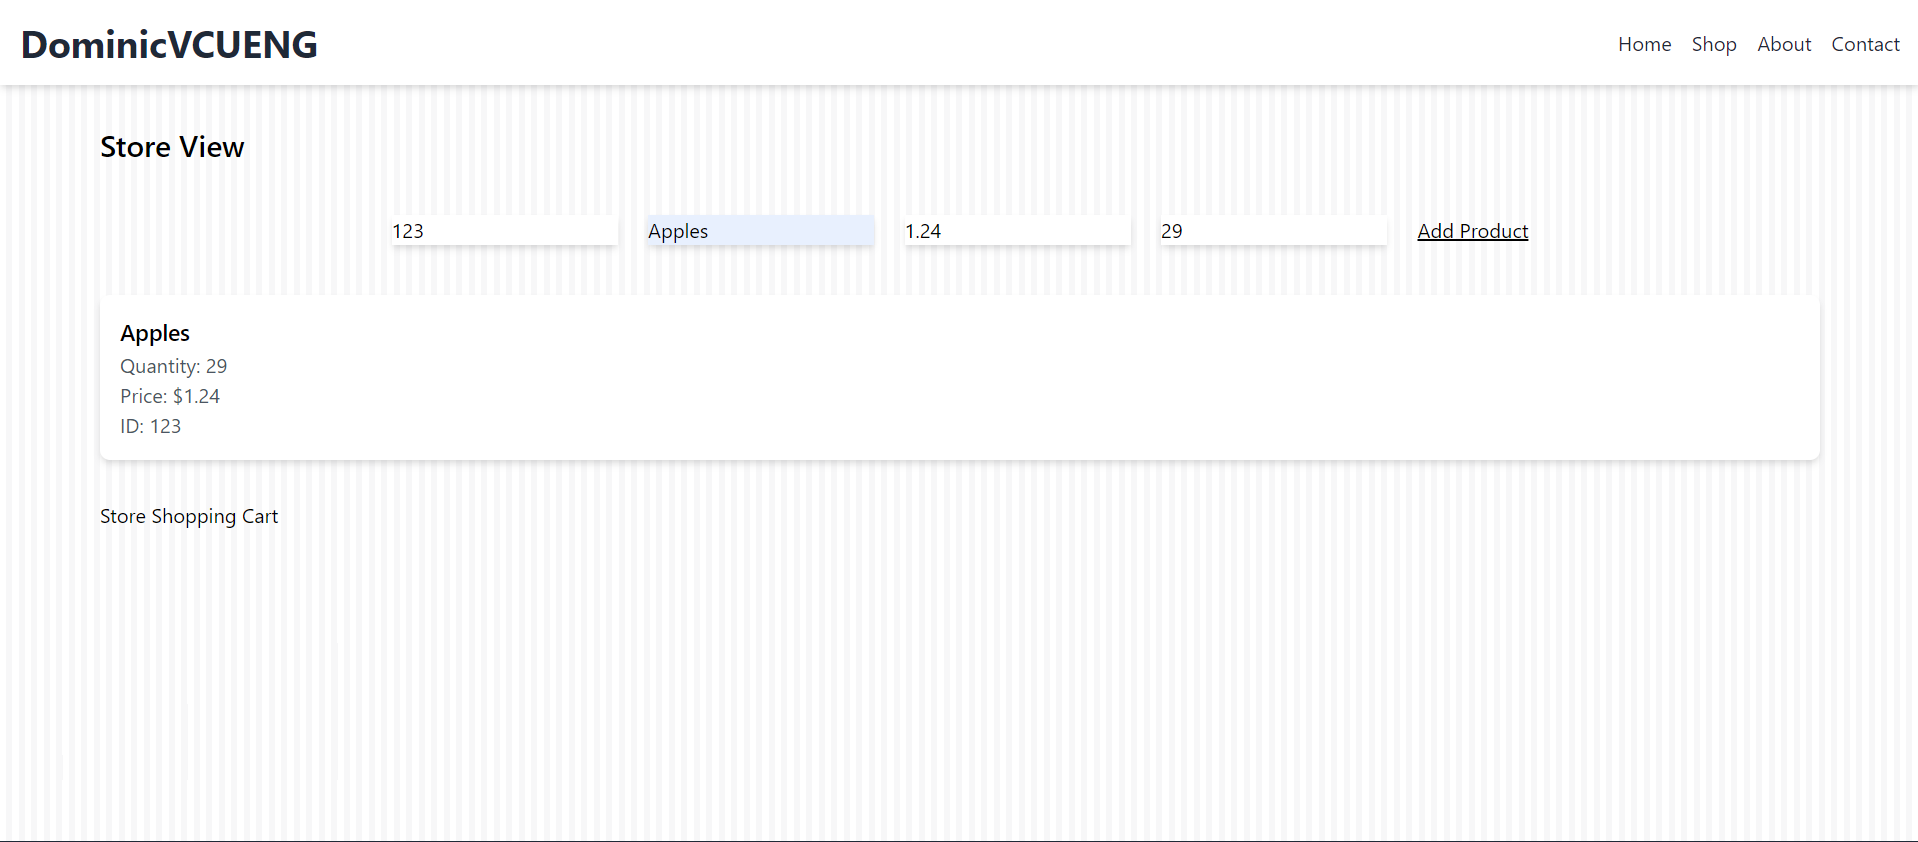 DominicVCUENG
Home Shop About Contact
Store View
123 Apples 1.24 29 Add Product
Apples
Quantity: 29
Price: $1.24
ID: 123
Store Shopping Cart